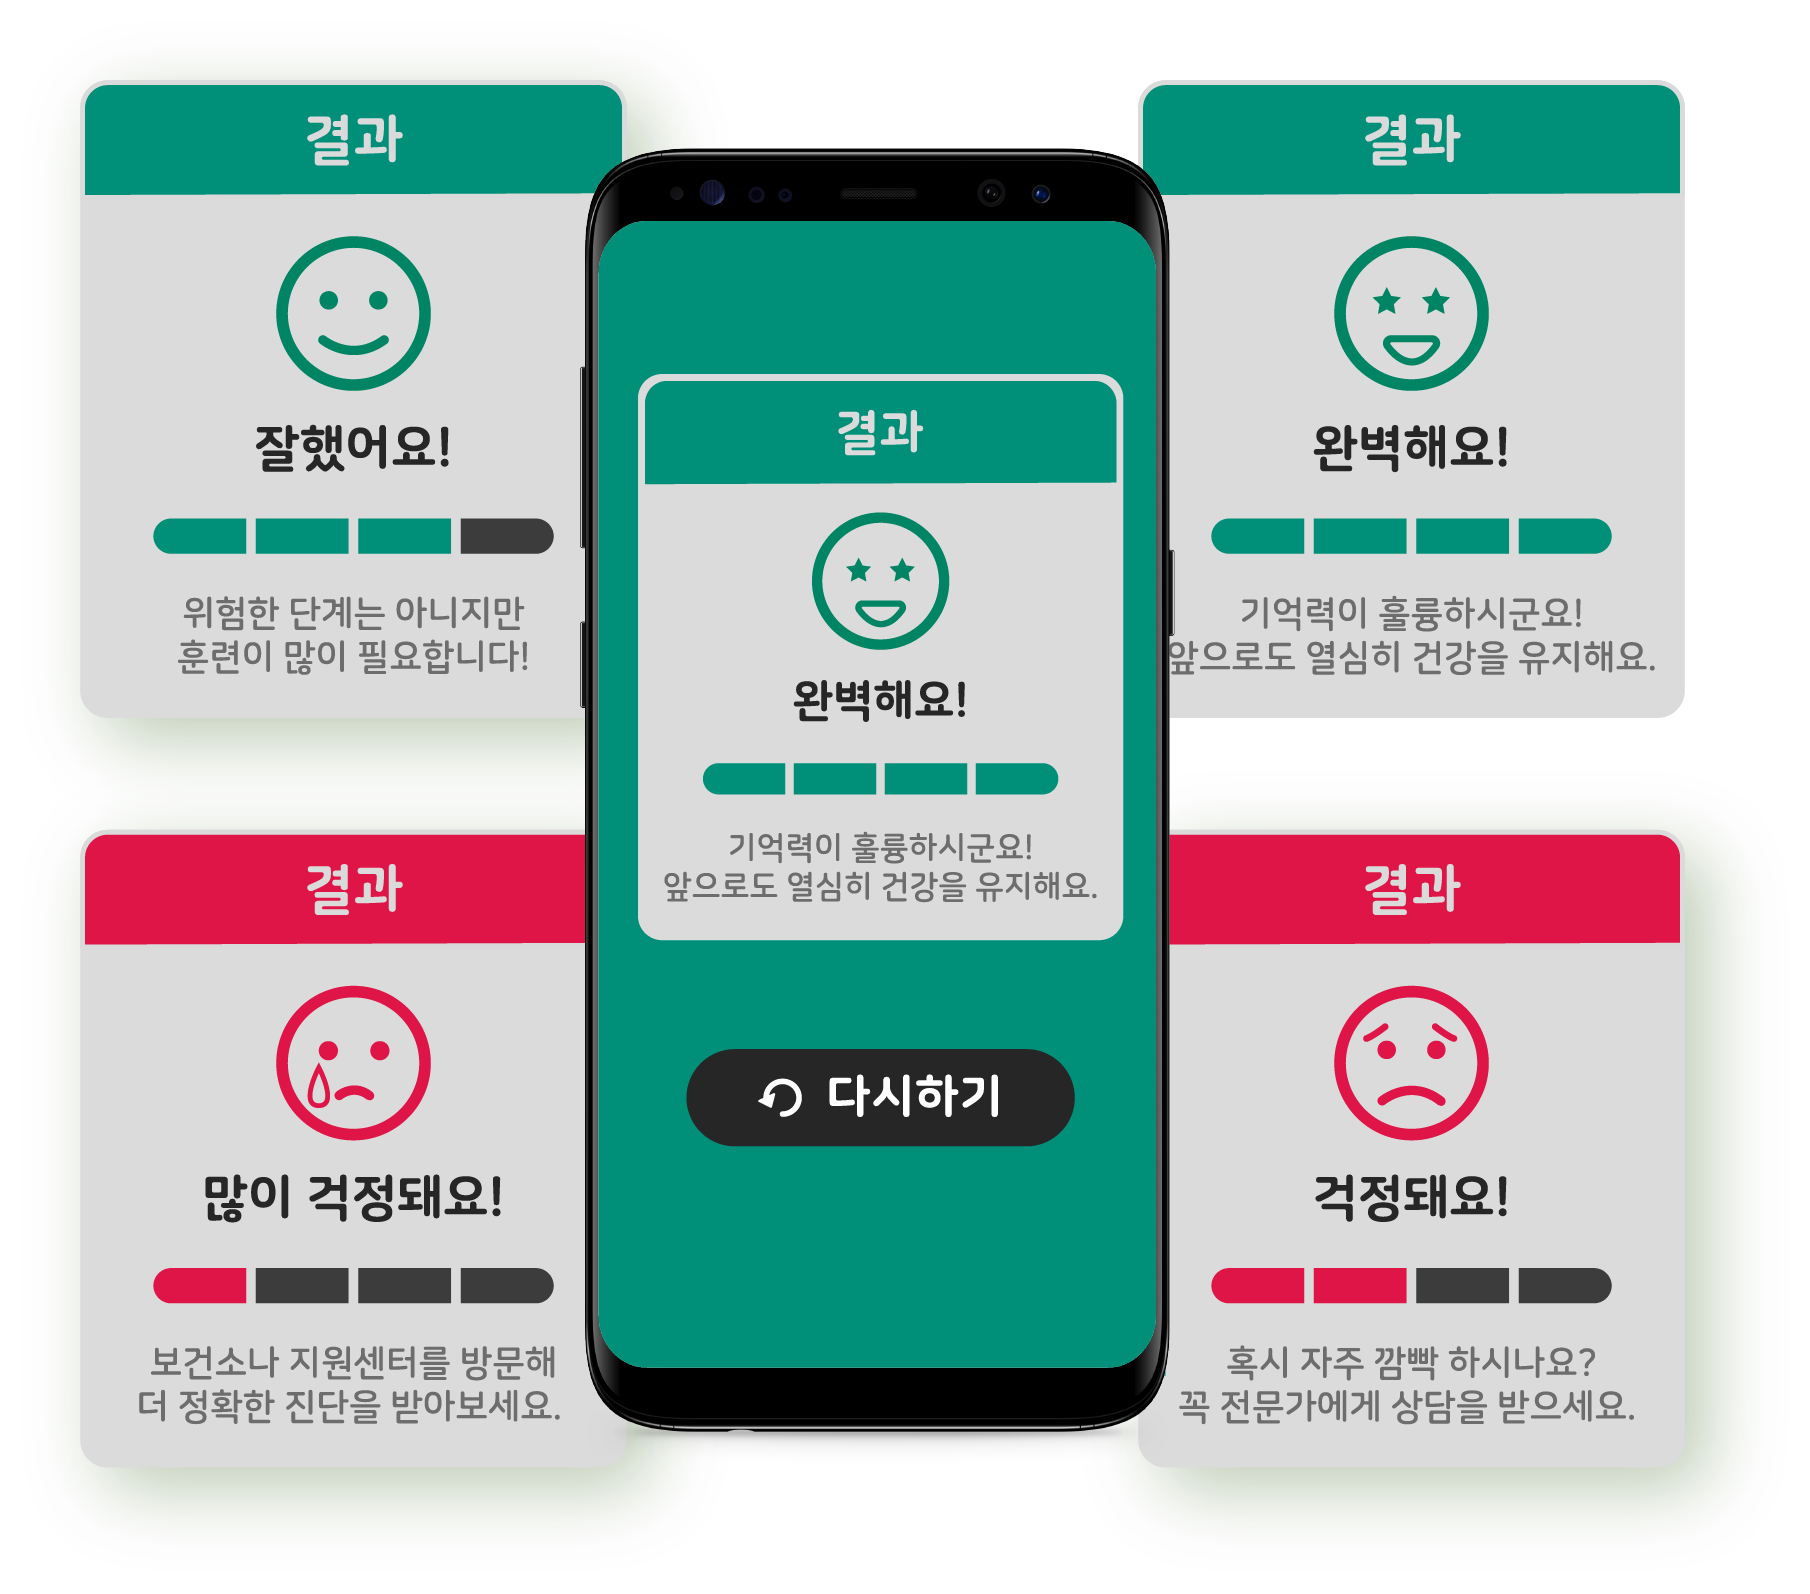 결과
잘했어요!
위험한 단계는 아니지만
훈련이 많이 필요합니다!
결과
완벽해요!
기억력이 훌륭하시군요!
앞으로도 열심히 건강을 유지해요.
결과
완벽해요!
기억력이 훌륭하시군요!
앞으로도 열심히 건강을 유지해요.
다시하기
결과
많이 걱정돼요!
보건소나 지원센터를 방문해
더 정확한 진단을 받아보세요.
결과
걱정돼요!
혹시 자주 깜빡 하시나요?
꼭 전문가에게 상담을 받으세요.